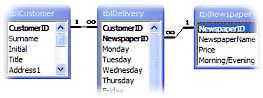 tblCustomer
CustomerID
Surname
Initial
Title
Address1
1
∞
tblDelivery
CustomerID
NewspaperID
Monday
Tuesday
Wednesday
Thursday
Friday
∞
1
tblNewspaper
NewspaperID
NewspaperName
Price
Morning/Evening